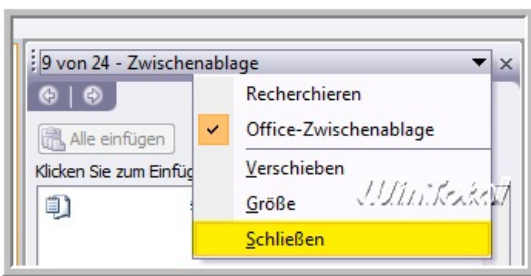 9 von 24 - Zwischenablage
Recherchieren
Alle einfügen
Office-Zwischenablage
Klicken Sie zum Einfüg
Verschieben
Größe
WinTotal
Schließen